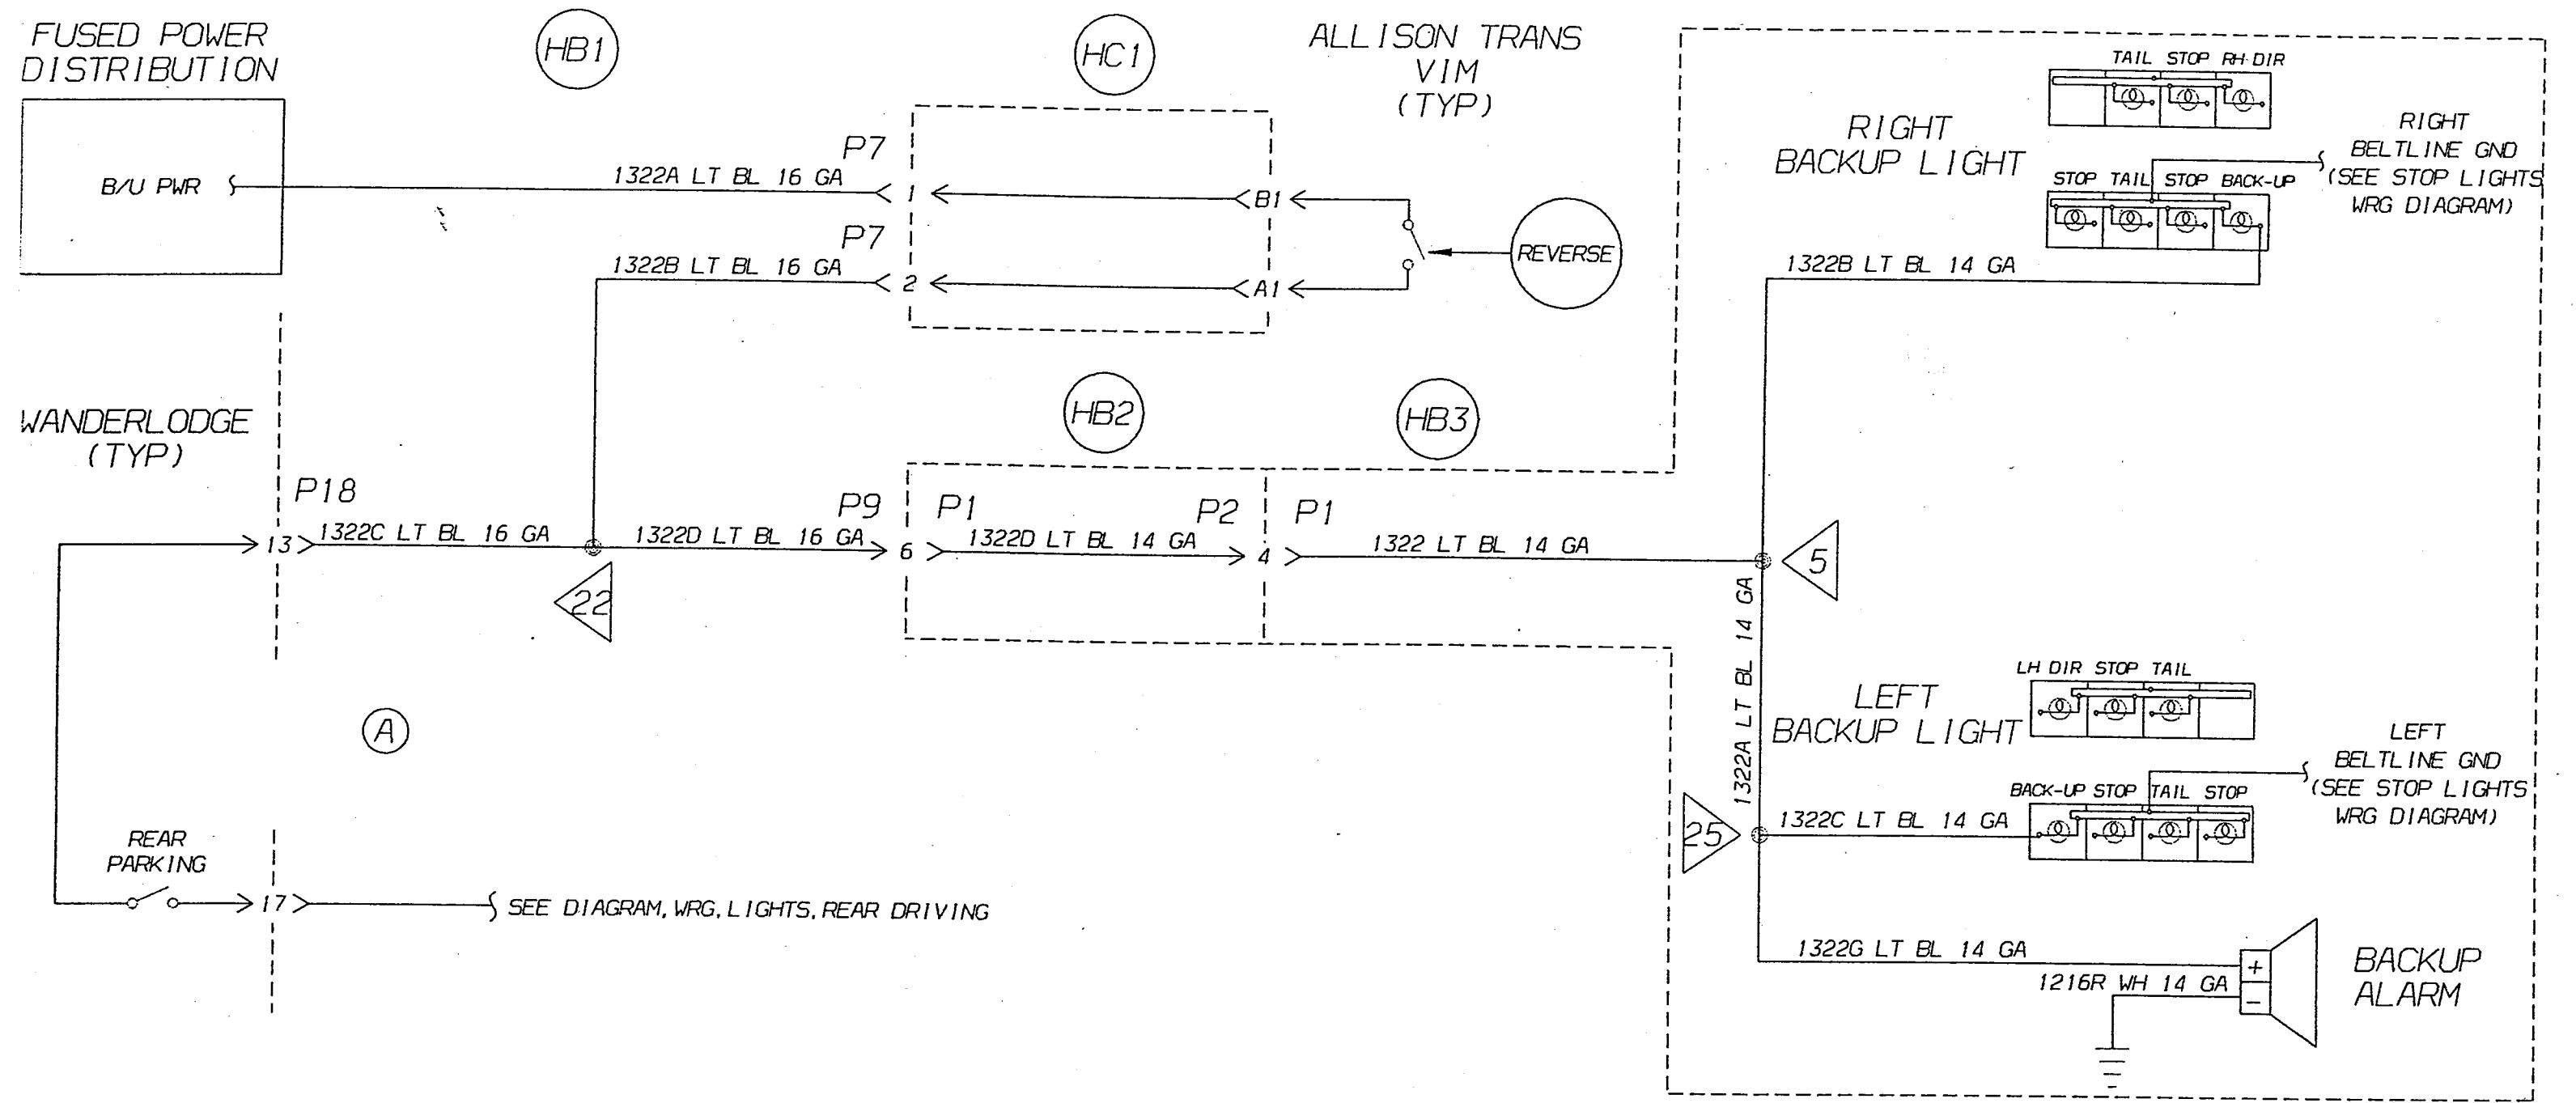 FUSED POWER
DISTRIBUTION
B/U PWR
HB1
HC1
ALLISON TRANS
VIM
(TYP)
P7
1322A LT BL 16 GA
1
B1
P7
1322B LT BL 16 GA
2
A1
REVERSE
WANDERLODGE
(TYP)
HB2
HB3
P18
13
1322C LT BL 16 GA
22
1322D LT BL 16 GA
P9
6
P1
1322D LT BL 14 GA
P2
4
P1
1322 LT BL 14 GA
5
A
REAR
PARKING
17
SEE DIAGRAM, WRG, LIGHTS, REAR DRIVING
TAIL STOP RH DIR
RIGHT
BACKUP LIGHT
RIGHT
BELTLINE GND
(SEE STOP LIGHTS
WRG DIAGRAM)
STOP TAIL STOP BACK-UP
1322B LT BL 14 GA
1322A LT BL 14 GA
LH DIR STOP TAIL
LEFT
BACKUP LIGHT
LEFT
BELTLINE GND
(SEE STOP LIGHTS
WRG DIAGRAM)
BACK-UP STOP TAIL STOP
25
1322C LT BL 14 GA
1322G LT BL 14 GA
+
1216R WH 14 GA
-
BACKUP
ALARM